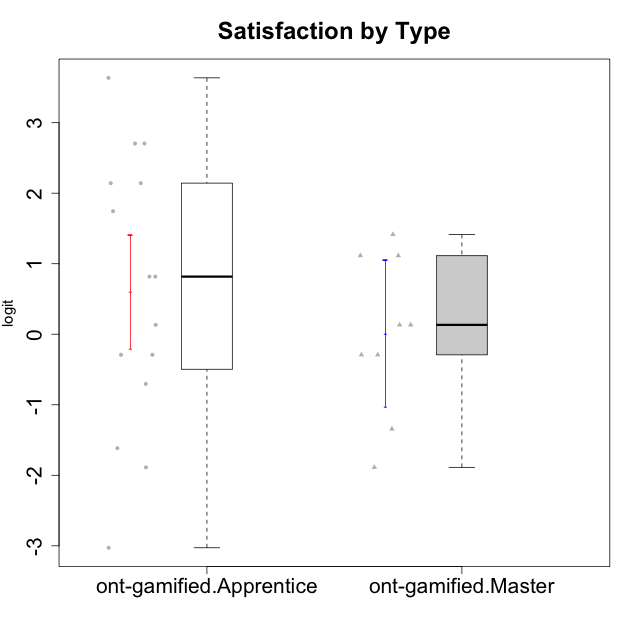 Satisfaction by Type
logit
3
2
1
0
-1
-2
-3
ont-gamified.Apprentice
ont-gamified.Master